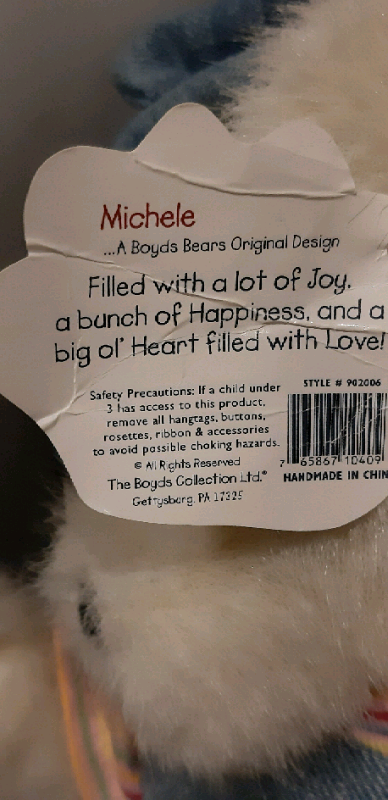 Michele
...A Boyds Bears Original Design
Filled with a lot of Joy,
a bunch of Happiness, and a
big ol' Heart filled with Love!
Safety Precautions: If a child under
3 has access to this product,
remove all hangtags, buttons,
rosettes, ribbon & accessories
to avoid possible choking hazards.
© All Rights Reserved
The Boyds Collection Ltd.®
Gettysburg, PA 17325
STYLE # 902006
7 65867 10409
HANDMADE IN CHIN